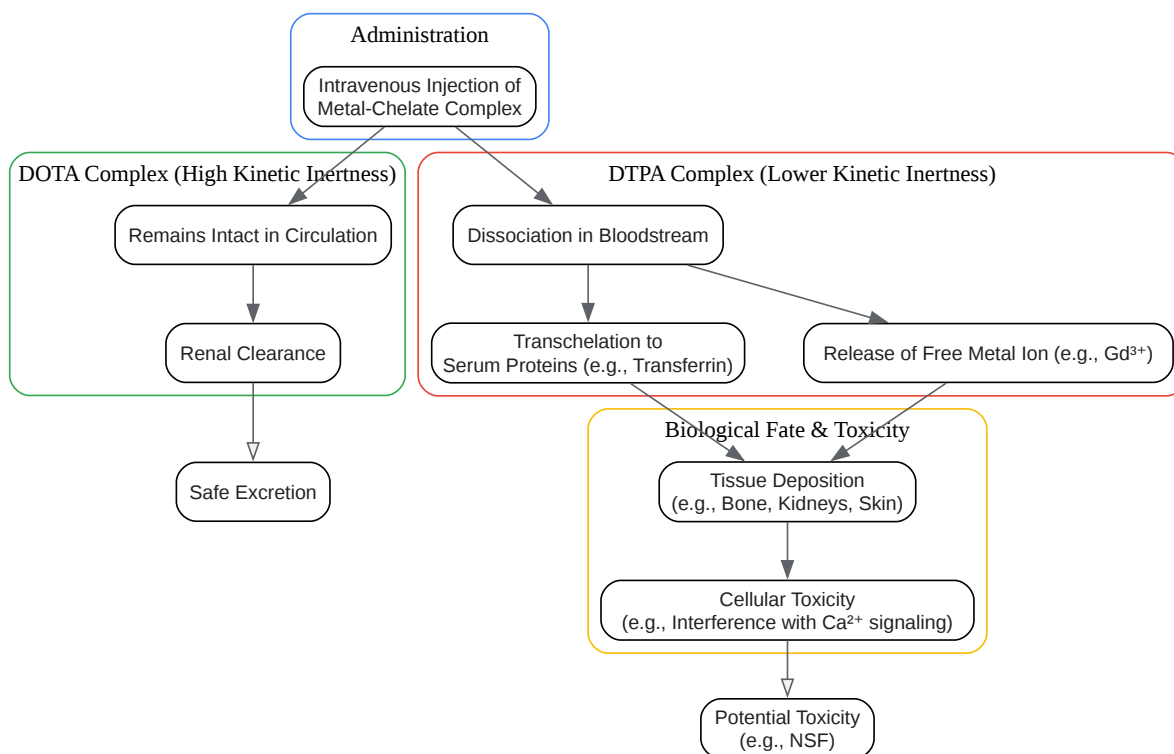 Administration
Intravenous Injection of
Metal-Chelate Complex
DOTA Complex (High Kinetic Inertness)
Remains Intact in Circulation
Renal Clearance
Safe Excretion
DTPA Complex (Lower Kinetic Inertness)
Dissociation in Bloodstream
Transchelation to
Serum Proteins (e.g., Transferrin)
Release of Free Metal Ion (e.g., Gd³⁺)
Biological Fate & Toxicity
Tissue Deposition
(e.g., Bone, Kidneys, Skin)
Cellular Toxicity
(e.g., Interference with Ca²⁺ signaling)
Potential Toxicity
(e.g., NSF)